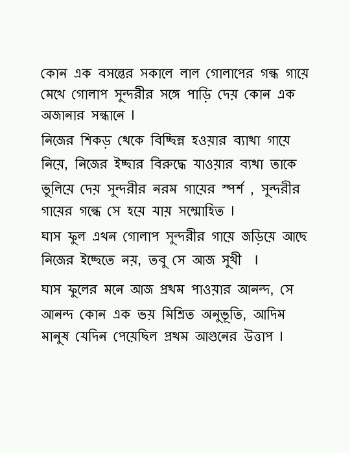 কোন এক বসন্তের সকালে লাল গোলাপের গন্ধ গায়ে
মেখে গোলাপ সুন্দরীর সঙ্গে পাড়ি দেয় কোন এক
অজানার সন্ধানে ।
নিজের শিকড় থেকে বিচ্ছিন্ন হওয়ার ব্যাথা গায়ে
নিয়ে, নিজের ইচ্ছার বিরুদ্ধে যাওয়ার ব্যথা তাকে
ভুলিয়ে দেয় সুন্দরীর নরম গায়ের স্পর্শ , সুন্দরীর
গায়ের গন্ধে সে হয়ে যায় সম্মোহিত ।
ঘাস ফুল এখন গোলাপ সুন্দরীর গায়ে জড়িয়ে আছে
নিজের ইচ্ছেতে নয়, তবু সে আজ সুখী ।
ঘাস ফুলের মনে আজ প্রথম পাওয়ার আনন্দ, সে
আনন্দ কোন এক ভয় মিশ্রিত অনুভূতি, আদিম
মানুষ যেদিন পেয়েছিল প্রথম আগুনের উত্তাপ ।